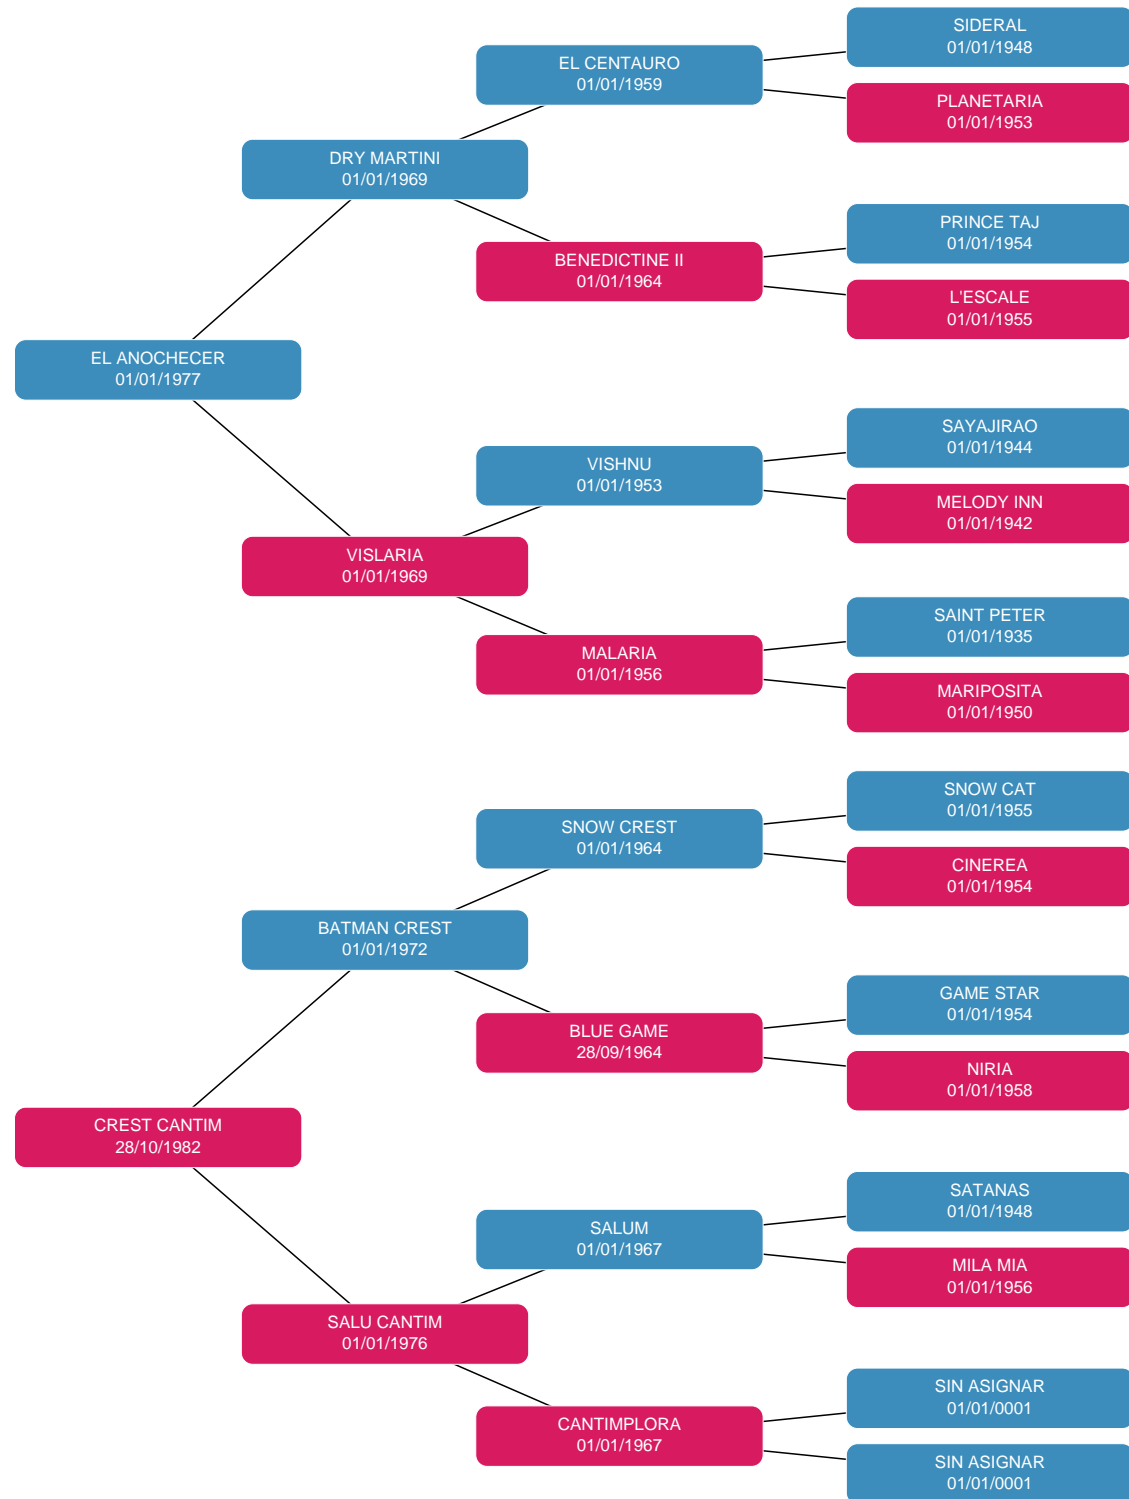 SIDERAL
01/01/1948
EL CENTAURO
01/01/1959
PLANETARIA
01/01/1953
DRY MARTINI
01/01/1969
PRINCE TAJ
01/01/1954
BENEDICTINE II
01/01/1964
L'ESCALE
01/01/1955
EL ANOCHECER
01/01/1977
SAYAJIRAO
01/01/1944
VISHNU
01/01/1953
MELODY INN
01/01/1942
VISLARIA
01/01/1969
SAINT PETER
01/01/1935
MALARIA
01/01/1956
MARIPOSITA
01/01/1950
SNOW CAT
01/01/1955
SNOW CREST
01/01/1964
CINEREA
01/01/1954
BATMAN CREST
01/01/1972
GAME STAR
01/01/1954
BLUE GAME
28/09/1964
NIRIA
01/01/1958
CREST CANTIM
28/10/1982
SATANAS
01/01/1948
SALUM
01/01/1967
MILA MIA
01/01/1956
SALU CANTIM
01/01/1976
SIN ASIGNAR
01/01/0001
CANTIMPLORA
01/01/1967
SIN ASIGNAR
01/01/0001